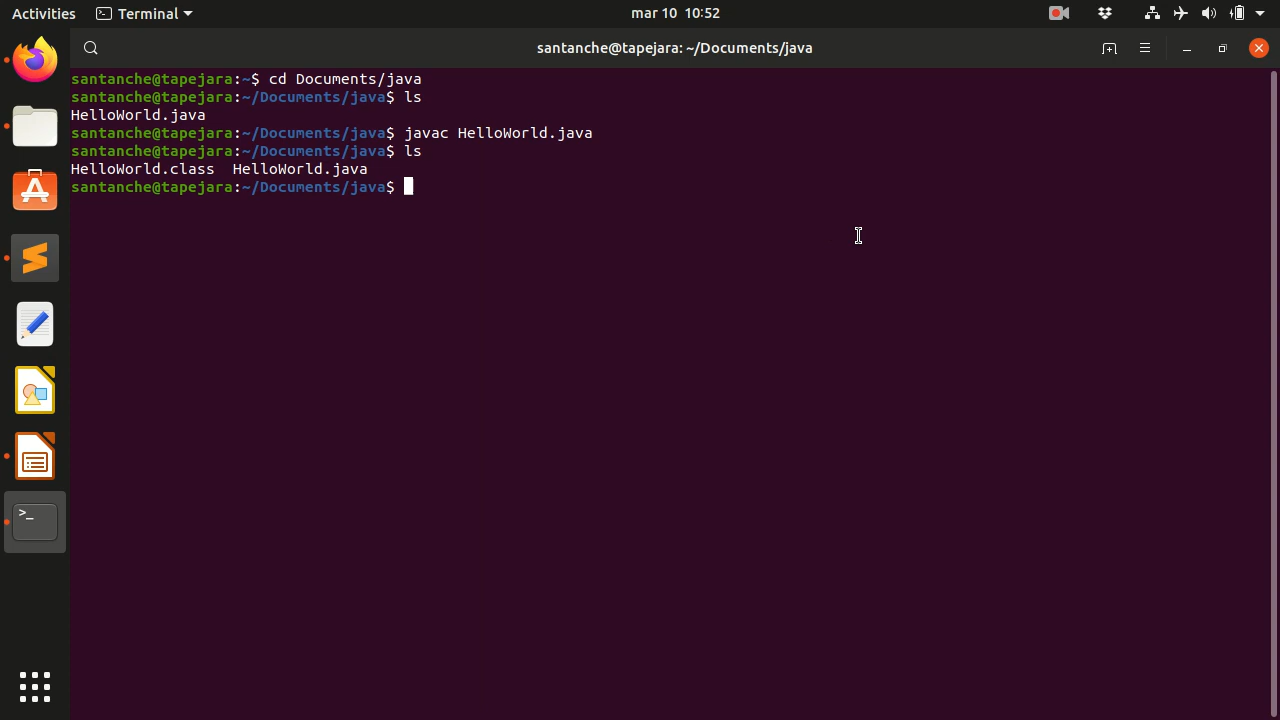 Activities Terminal mar 10 10:52
santanche@tapejara: ~/Documents/java
santanche@tapejara:~$ cd Documents/java
santanche@tapejara:~/Documents/java$ ls
HelloWorld.java
santanche@tapejara:~/Documents/java$ javac HelloWorld.java
santanche@tapejara:~/Documents/java$ ls
HelloWorld.class  HelloWorld.java
santanche@tapejara:~/Documents/java$
>_